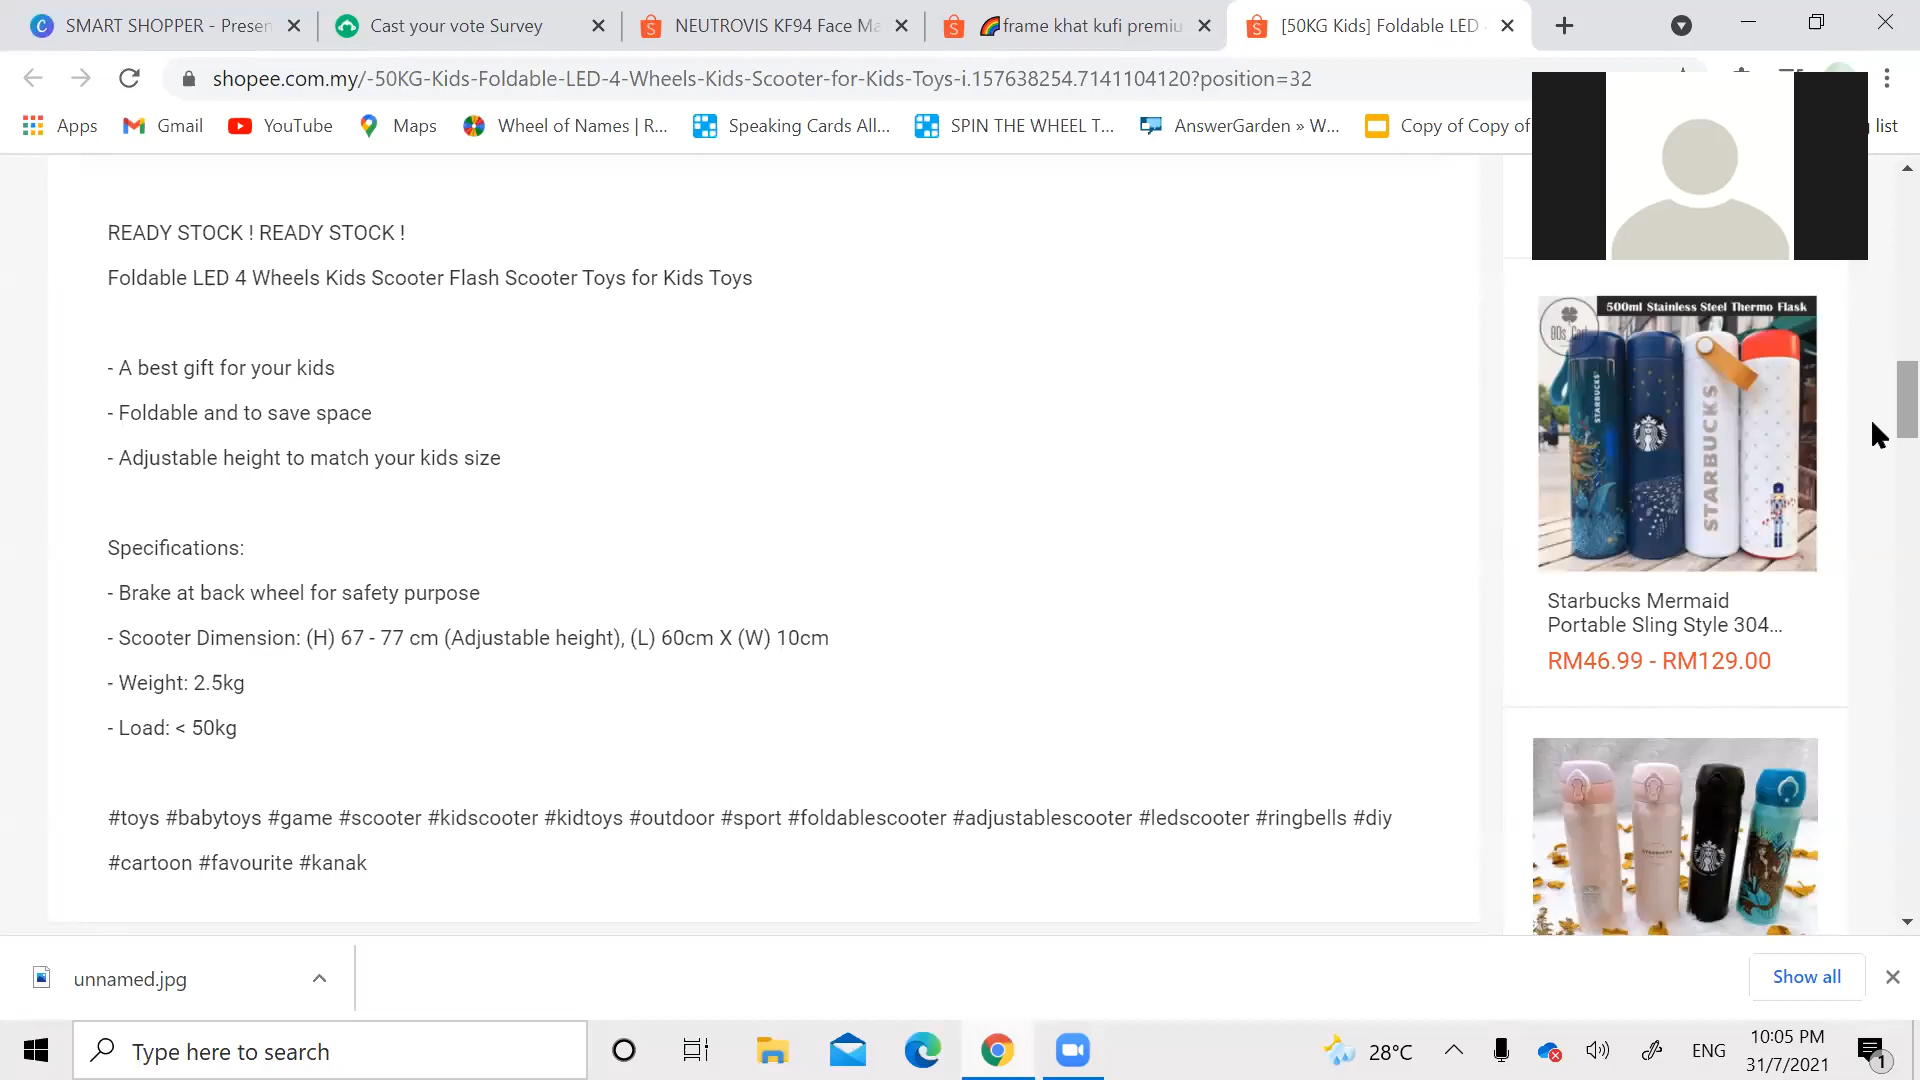 SMART SHOPPER - Presen
Cast your vote Survey
NEUTROVIS KF94 Face Ma
frame khat kufi premiu
[50KG Kids] Foldable LED
shopee.com.my/-50KG-Kids-Foldable-LED-4-Wheels-Kids-Scooter-for-Kids-Toys-i.157638254.7141104120?position=32
Apps
Gmail
YouTube
Maps
Wheel of Names | R...
Speaking Cards All...
SPIN THE WHEEL T...
AnswerGarden » W...
Copy of Copy of
list
READY STOCK ! READY STOCK !
Foldable LED 4 Wheels Kids Scooter Flash Scooter Toys for Kids Toys
- A best gift for your kids
- Foldable and to save space
- Adjustable height to match your kids size
Specifications:
- Brake at back wheel for safety purpose
- Scooter Dimension: (H) 67 - 77 cm (Adjustable height), (L) 60cm X (W) 10cm
- Weight: 2.5kg
- Load: < 50kg
#toys #babytoys #game #scooter #kidscooter #kidtoys #outdoor #sport #foldablescooter #adjustablescooter #ledscooter #ringbells #diy
#cartoon #favourite #kanak
500ml Stainless Steel Thermo Flask
STARBUCKS
STARBUCKS
Starbucks Mermaid
Portable Sling Style 304...
RM46.99 - RM129.00
unnamed.jpg
Show all
Type here to search
28°C
ENG
10:05 PM
31/7/2021
1